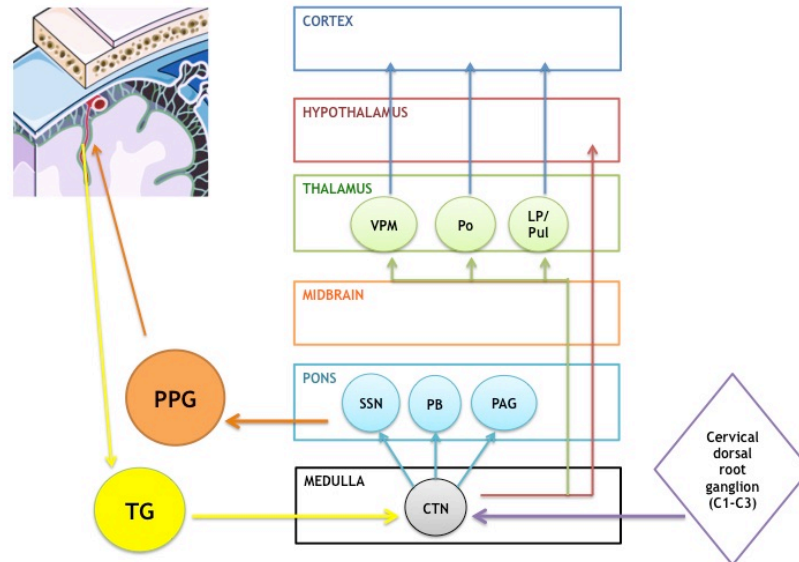 CORTEX
HYPOTHALAMUS
THALAMUS
VPM
Po
LP/
Pul
MIDBRAIN
PONS
SSN
PB
PAG
PPG
Cervical
dorsal
root
ganglion
(C1-C3)
MEDULLA
CTN
TG